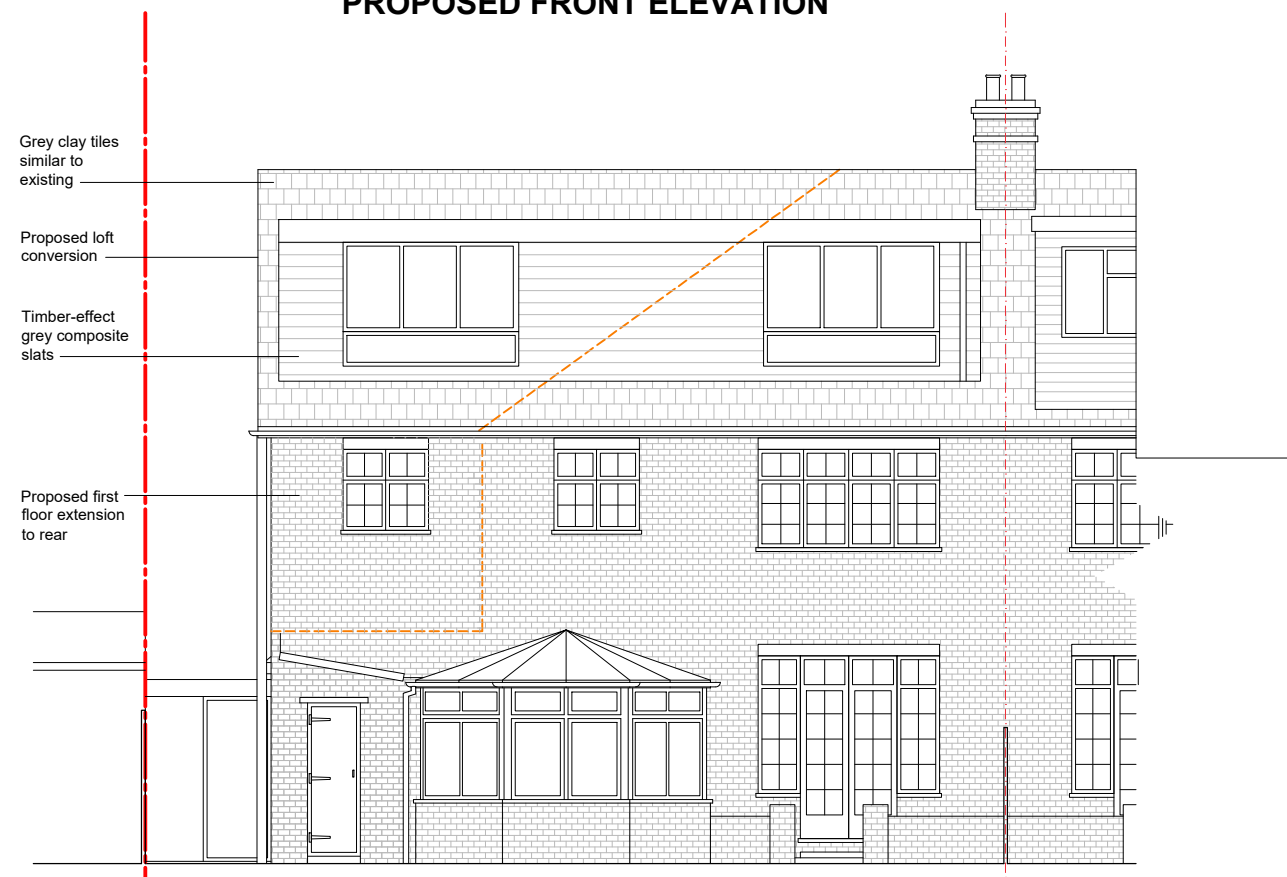 PROPOSED FRONT ELEVATION
Grey clay tiles
similar to
existing
Proposed loft
conversion
Timber-effect
grey composite
slats
Proposed first
floor extension
to rear